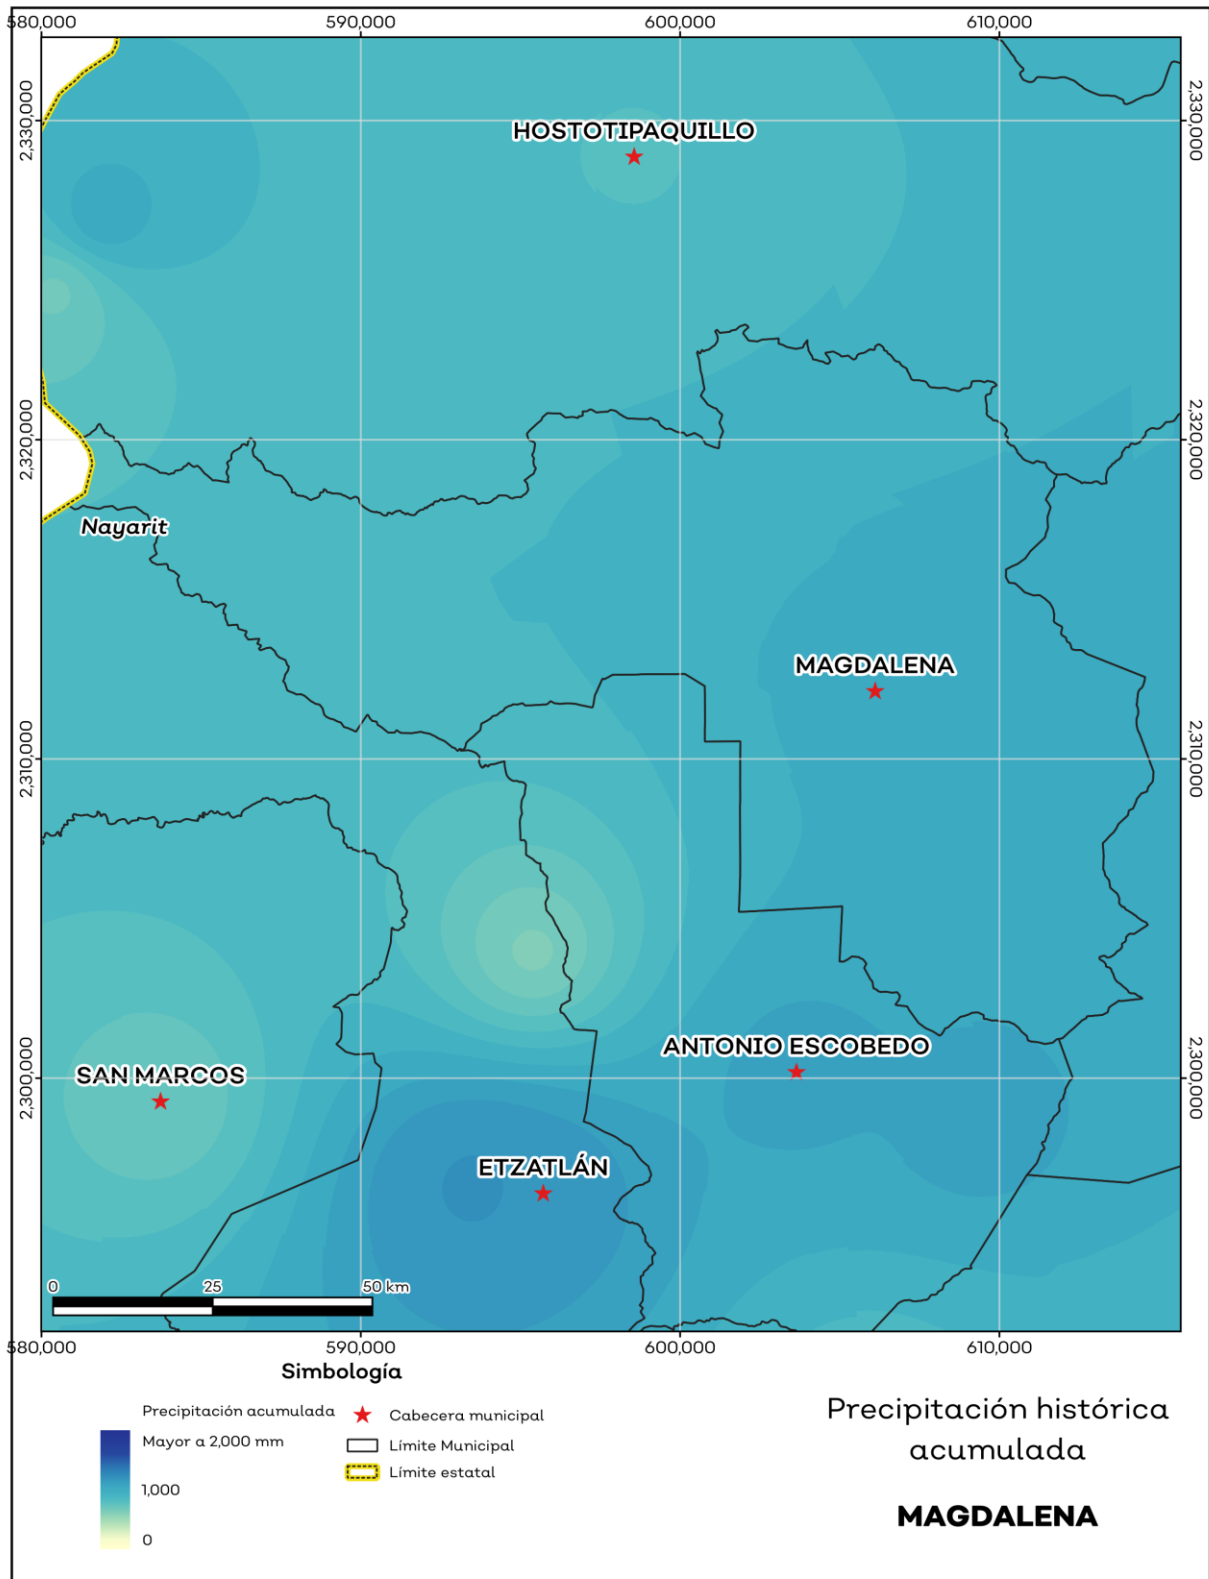 580,000 590,000 600,000 610,000
2,330,000 2,330,000
HOSTOTIPAQUILLO
2,320,000 2,320,000
Nayarit
MAGDALENA
2,310,000 2,310,000
ANTONIO ESCOBEDO
SAN MARCOS
2,300,000 2,300,000
ETZATLÁN
0 25 50 km
580,000 590,000 600,000 610,000
Simbología
Precipitación acumulada
Mayor a 2,000 mm
1,000
0
Cabecera municipal
Límite Municipal
Límite estatal
Precipitación histórica
acumulada
MAGDALENA